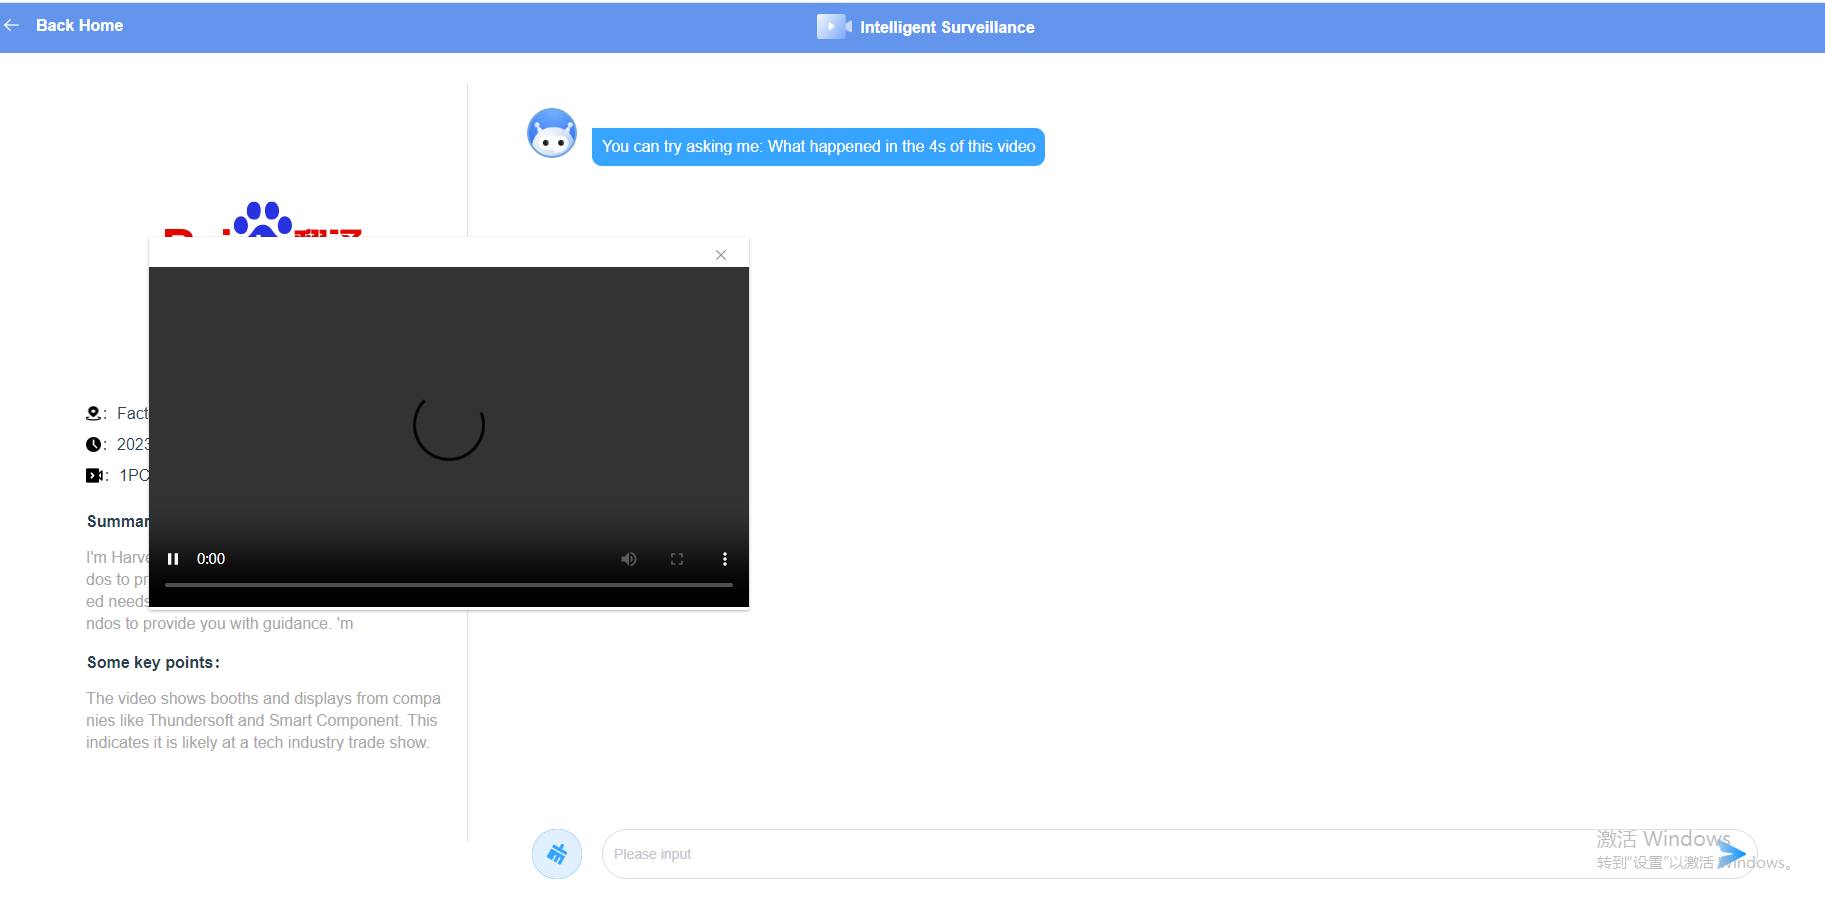 Back Home
Intelligent Surveillance
You can try asking me: What happened in the 4s of this video
: Fact
: 2023
: 1PC
Summar
I'm Harve
dos to pr
ed needs
ndos to provide you with guidance. 'm
0:00
Some key points:
The video shows booths and displays from compa
nies like Thundersoft and Smart Component. This
indicates it is likely at a tech industry trade show.
Please input
激活 Windows
转到"设置"以激活 Windows。